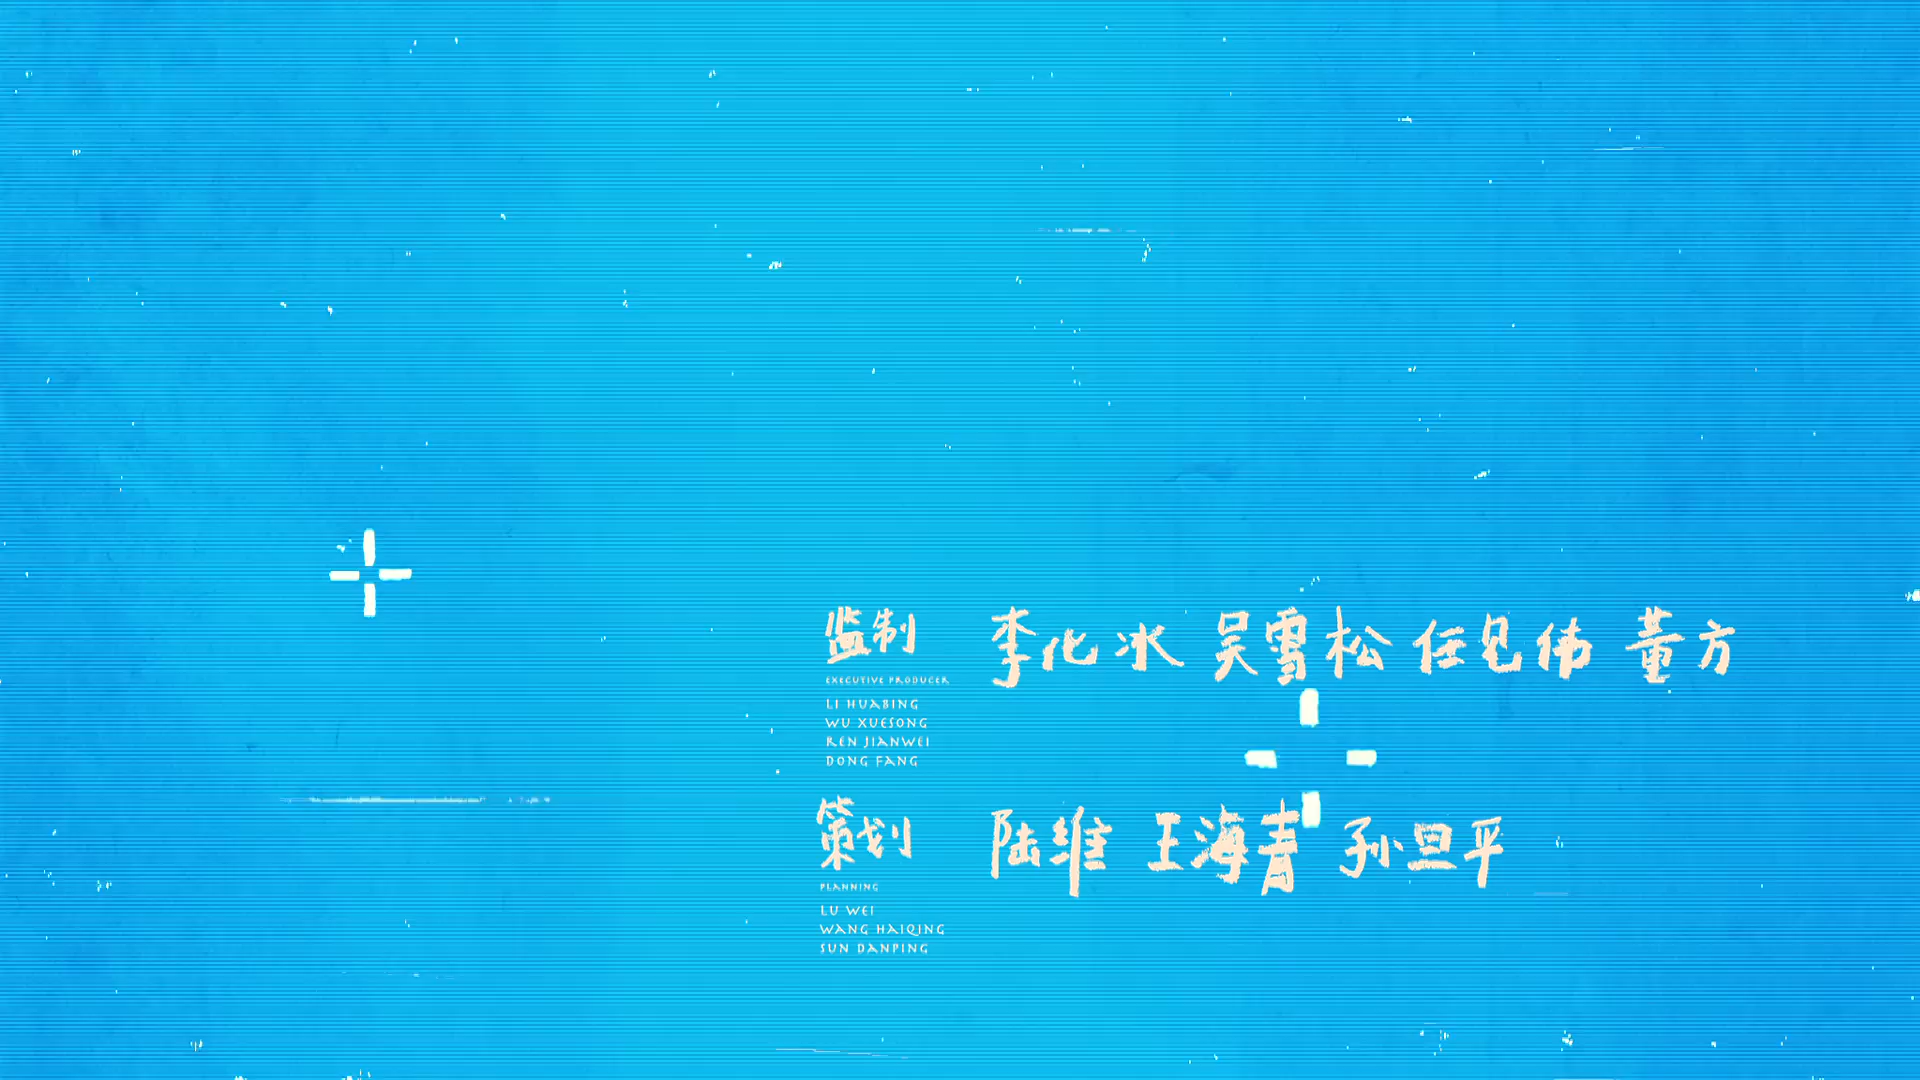 监制 李化冰 吴雪松 任见伟 董方
EXECUTIVE PRODUCER
LI HUABING
WU XUESONG
REN JIANWEI
DONG FANG
策划 陆维 王海青 孙旦平
PLANNING
LU WEI
WANG HAIQING
SUN DANPING